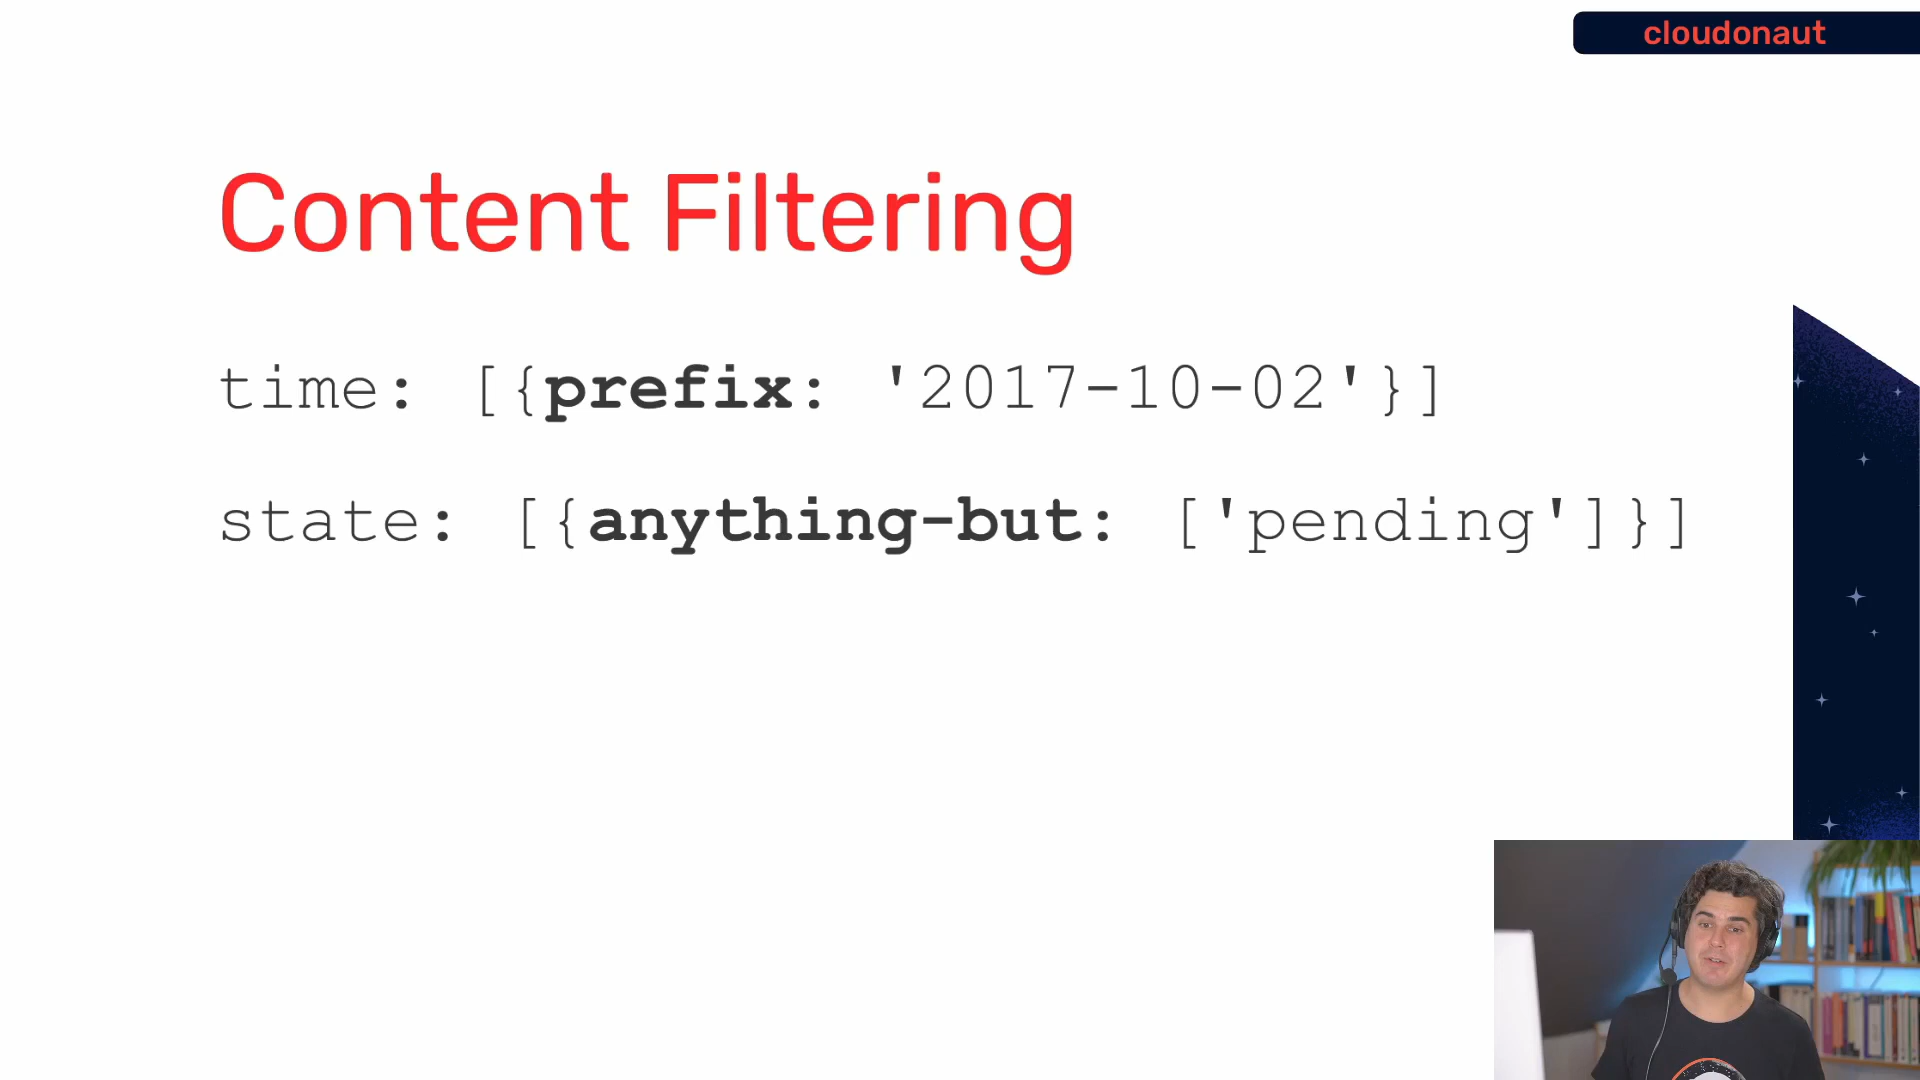 cloudonaut
Content Filtering
time: [{prefix: '2017-10-02'}]
state: [{anything-but: ['pending']}]